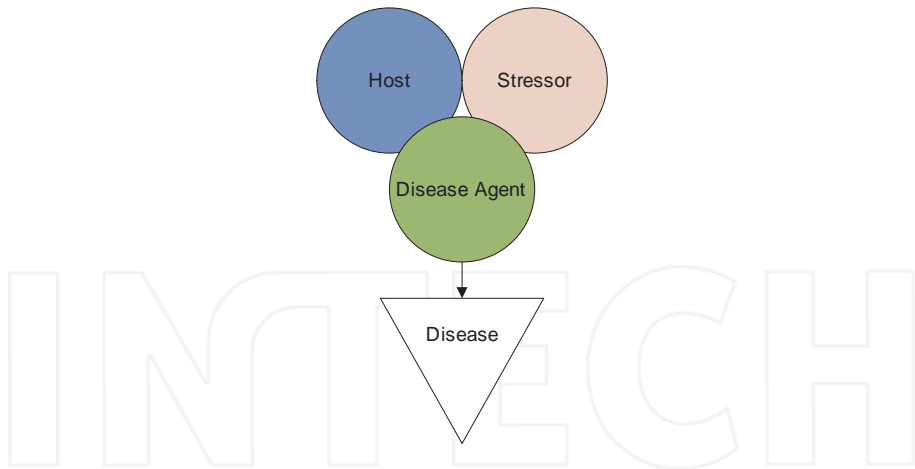 Host
Stressor
Disease Agent
Disease
INTECH